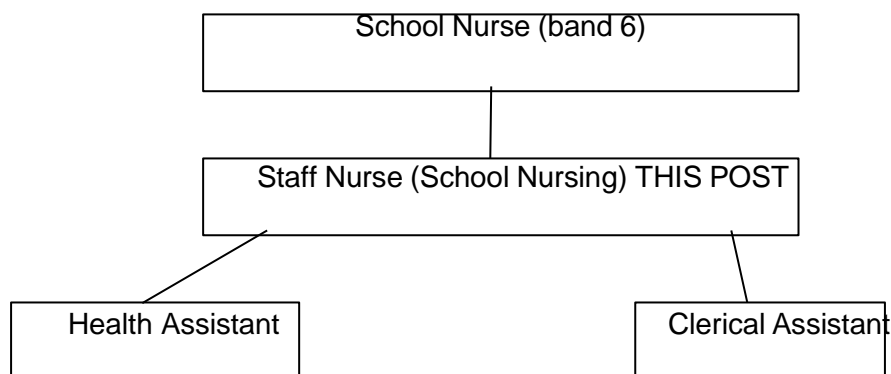 School Nurse (band 6)
Staff Nurse (School Nursing) THIS POST
Health Assistant
Clerical Assistant